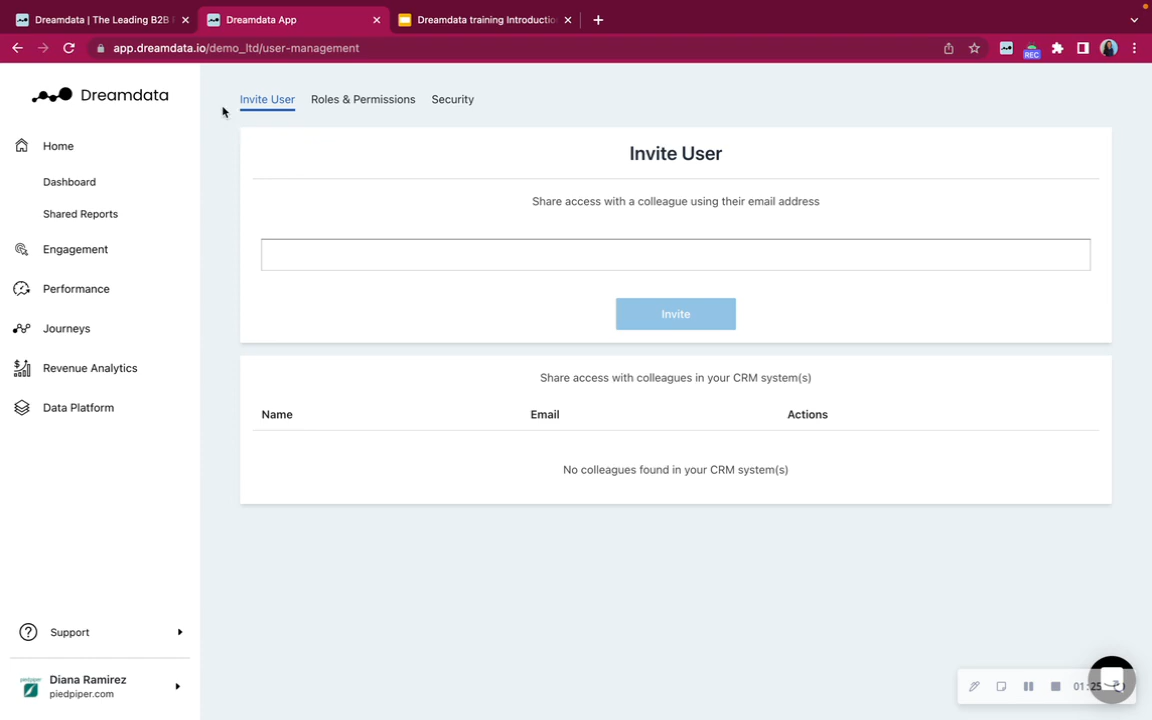 Dreamdata | The Leading B2B
Dreamdata App
Dreamdata training Introductio
app.dreamdata.io/demo_ltd/user-management
REC
Dreamdata
Home
Dashboard
Shared Reports
Engagement
Performance
Journeys
Revenue Analytics
Data Platform
Support
Diana Ramirez
piedpiper.com
Invite User
Roles & Permissions
Security
Invite User
Share access with a colleague using their email address
Invite
Share access with colleagues in your CRM system(s)
Name
Email
Actions
No colleagues found in your CRM system(s)
01:25